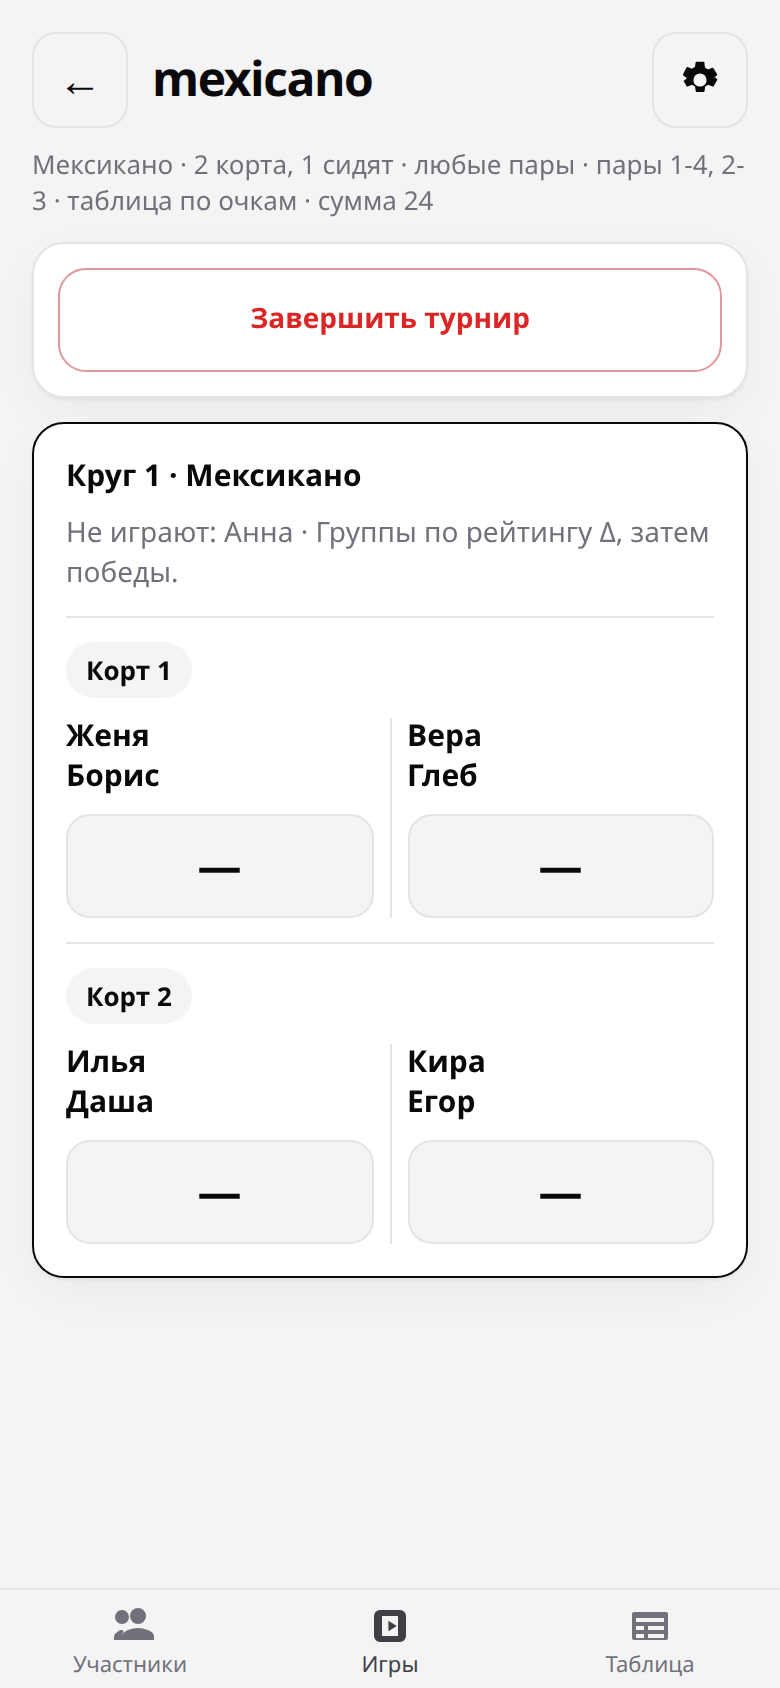 ←
mexicano
Мексикано · 2 корта, 1 сидят · любые пары · пары 1-4, 2-
3 · таблица по очкам · сумма 24
Завершить турнир
Круг 1 · Мексикано
Не играют: Анна · Группы по рейтингу Δ, затем
победы.
Корт 1
Женя
Борис
Вера
Глеб
—
—
Корт 2
Илья
Даша
Кира
Егор
—
—
Участники
Игры
Таблица